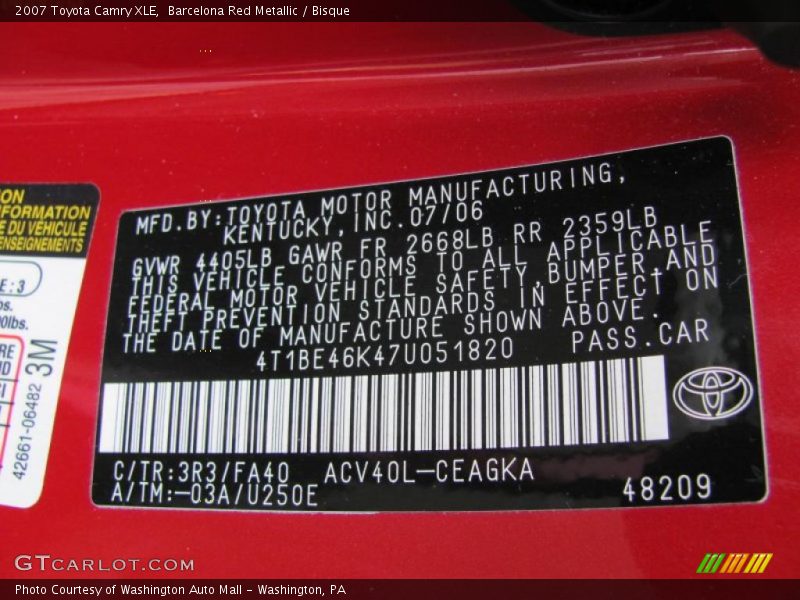 2007 Toyota Camry XLE,  Barcelona Red Metallic / Bisque
MFD.BY:TOYOTA MOTOR MANUFACTURING,
KENTUCKY,INC.07/06
GVWR 4405LB GAWR FR 2668LB RR 2359LB
THIS VEHICLE CONFORMS TO ALL APPLICABLE
FEDERAL MOTOR VEHICLE SAFETY,BUMPER,AND
THEFT PREVENTION STANDARDS IN EFFECT ON
THE DATE OF MANUFACTURE SHOWN ABOVE.
4T1BE46K47U051820 PASS.CAR
C/TR:3R3/FA40 ACV40L-CEAGKA
A/TM:-03A/U250E 48209
FORMATION
E DU VÉHICULE
ENSEIGNEMENTS
E : 3
42661-06482 3M
GTCARLOT.COM
Photo Courtesy of Washington Auto Mall - Washington, PA